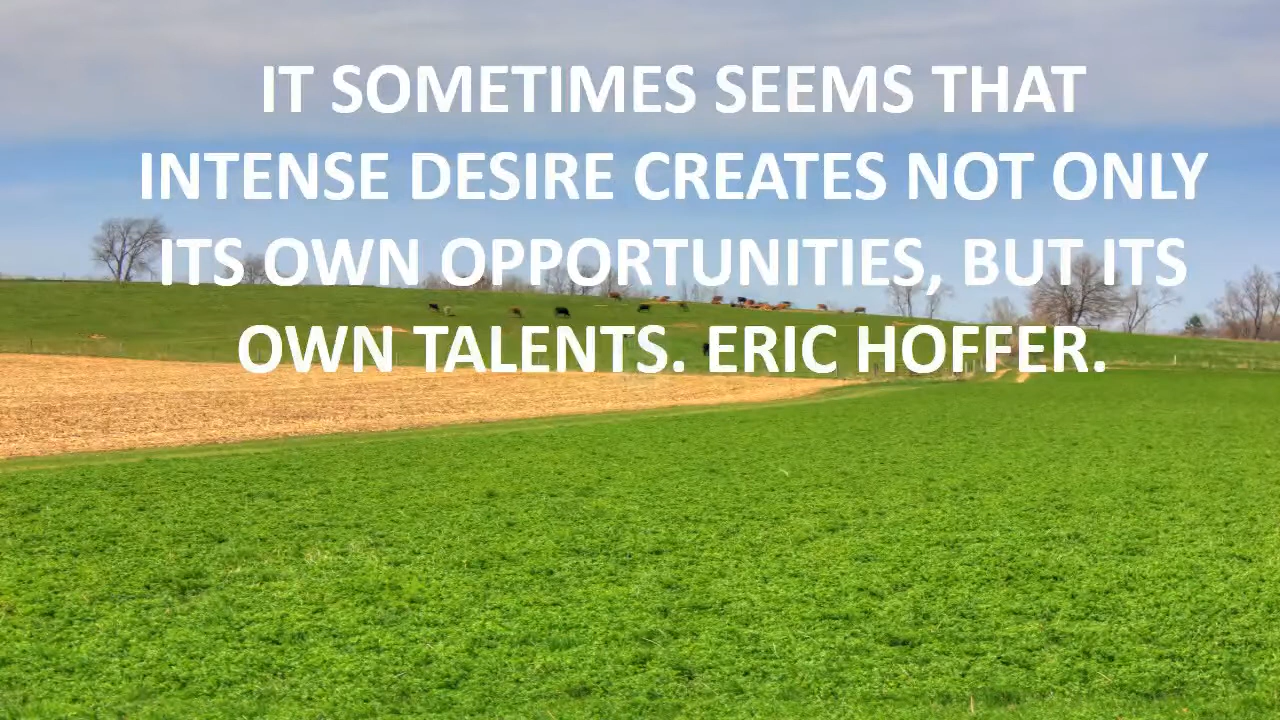 IT SOMETIMES SEEMS THAT
INTENSE DESIRE CREATES NOT ONLY
ITS OWN OPPORTUNITIES, BUT ITS
OWN TALENTS. ERIC HOFFER.